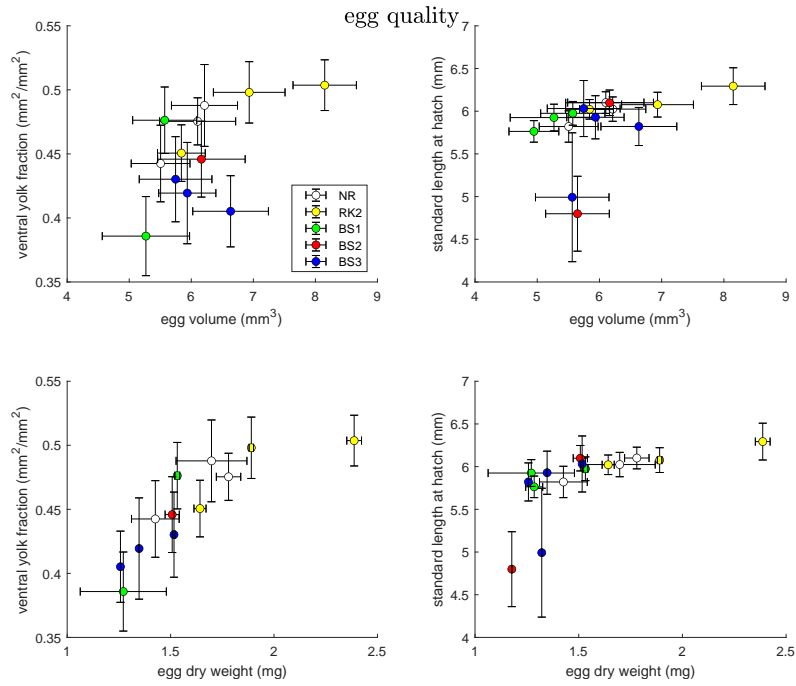 egg quality
0.55
0.5
0.45
0.4
0.35
4 5 6 7 8 9
ventral yolk fraction (mm²/mm²)
egg volume (mm³)
NR
RK2
BS1
BS2
BS3
7
6.5
6
5.5
5
4.5
4
4 5 6 7 8 9
standard length at hatch (mm)
egg volume (mm³)
0.55
0.5
0.45
0.4
0.35
1 1.5 2 2.5
ventral yolk fraction (mm²/mm²)
egg dry weight (mg)
7
6.5
6
5.5
5
4.5
4
1 1.5 2 2.5
standard length at hatch (mm)
egg dry weight (mg)